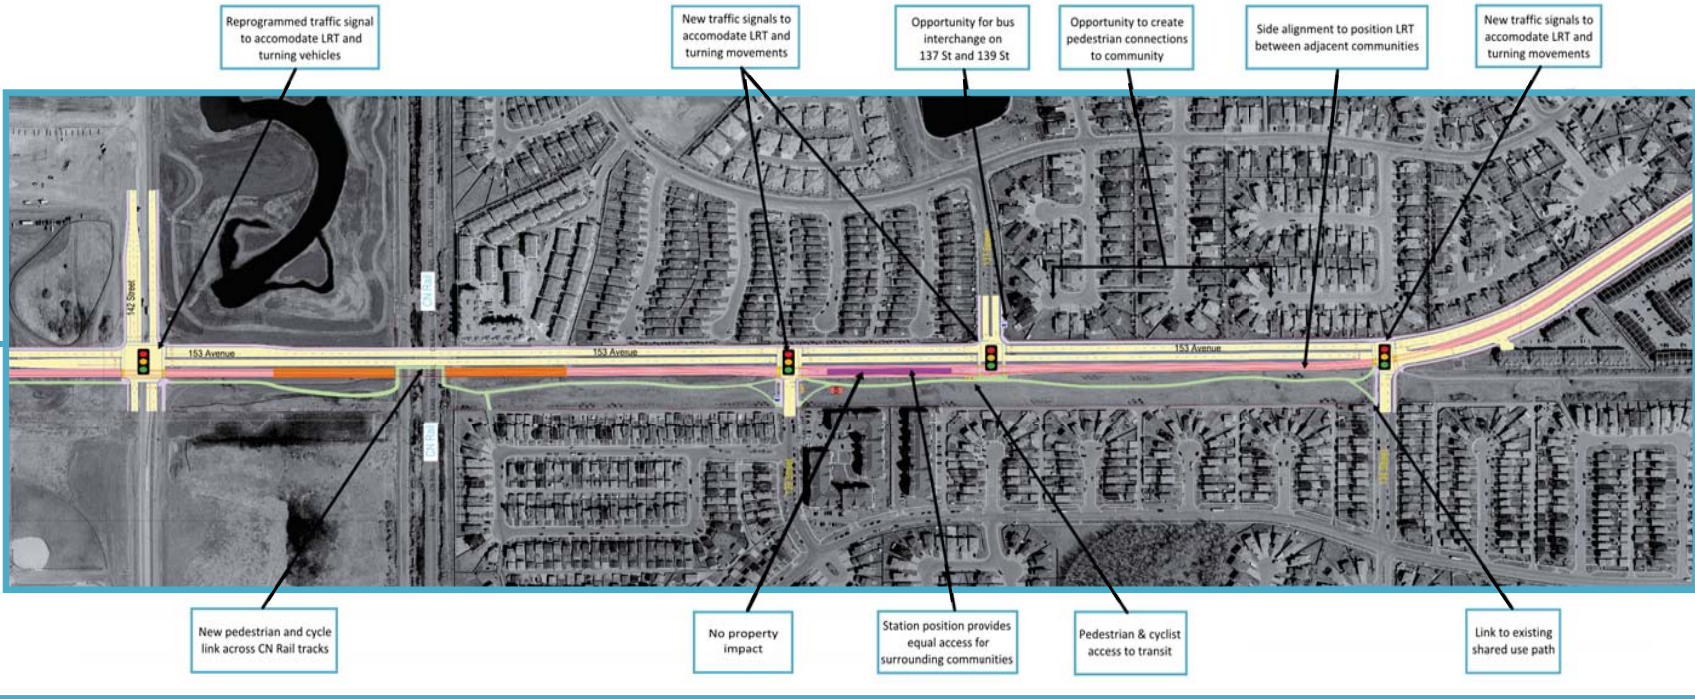 Reprogrammed traffic signal
to accomodate LRT and
turning vehicles
New traffic signals to
accomodate LRT and
turning movements
Opportunity for bus
interchange on
137 St and 139 St
Opportunity to create
pedestrian connections
to community
Side alignment to position LRT
between adjacent communities
New traffic signals to
accomodate LRT and
turning movements
142 Street
CN Rail
153 Avenue
153 Avenue
153 Avenue
CN Rail
New pedestrian and cycle
link across CN Rail tracks
No property
impact
Station position provides
equal access for
surrounding communities
Pedestrian & cyclist
access to transit
Link to existing
shared use path